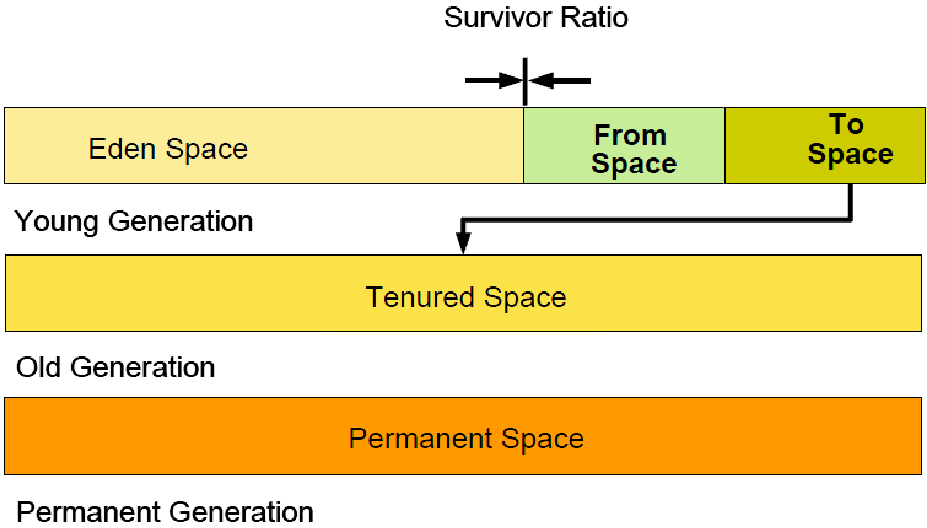 Survivor Ratio
Eden Space
From
Space
To
Space
Young Generation
Tenured Space
Old Generation
Permanent Space
Permanent Generation